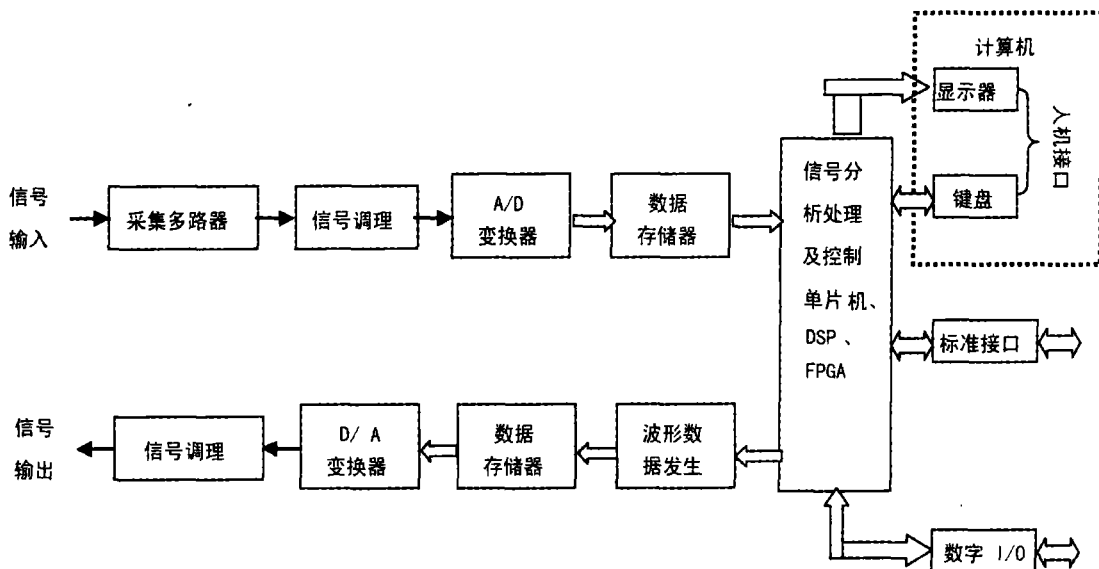 计算机
显示器
人机接口
键盘
信号
输入
采集多路器
信号调理
A/D
变换器
数据
存储器
信号分
析处理
及控制
单片机、
DSP、
FPGA
标准接口
信号
输出
信号调理
D/ A
变换器
数据
存储器
波形数
据发生
数字 I/O